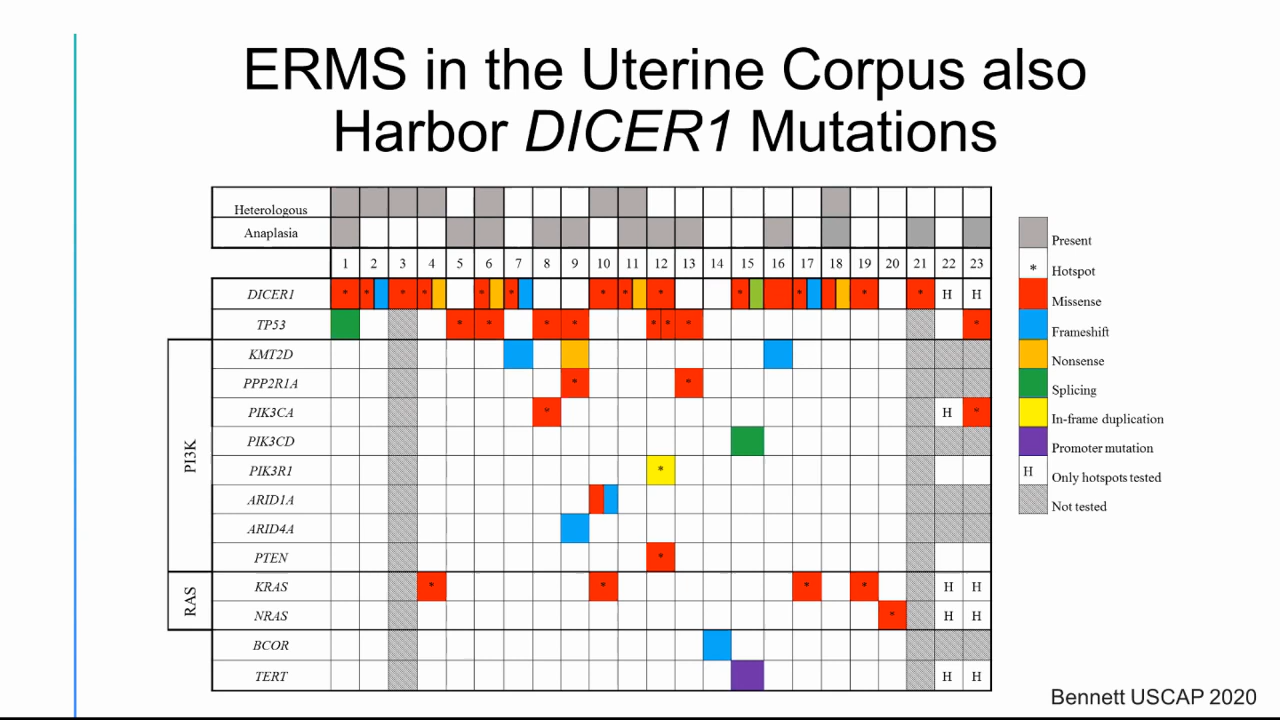 ERMS in the Uterine Corpus also
Harbor DICER1 Mutations
Heterologous
Anaplasia
1 2 3 4 5 6 7 8 9 10 11 12 13 14 15 16 17 18 19 20 21 22 23
DICER1 * * * * * * * * * * * * * * H H
TP53 * * * * * * * *
KMT2D
PPP2R1A * *
PIK3CA * H *
PIK3CD
PIK3R1 *
ARID1A
ARID4A
PTEN *
KRAS * * * * H H
NRAS * H H
BCOR
TERT H H
PI3K
RAS
Present
* Hotspot
Missense
Frameshift
Nonsense
Splicing
In-frame duplication
Promoter mutation
H Only hotspots tested
Not tested
Bennett USCAP 2020